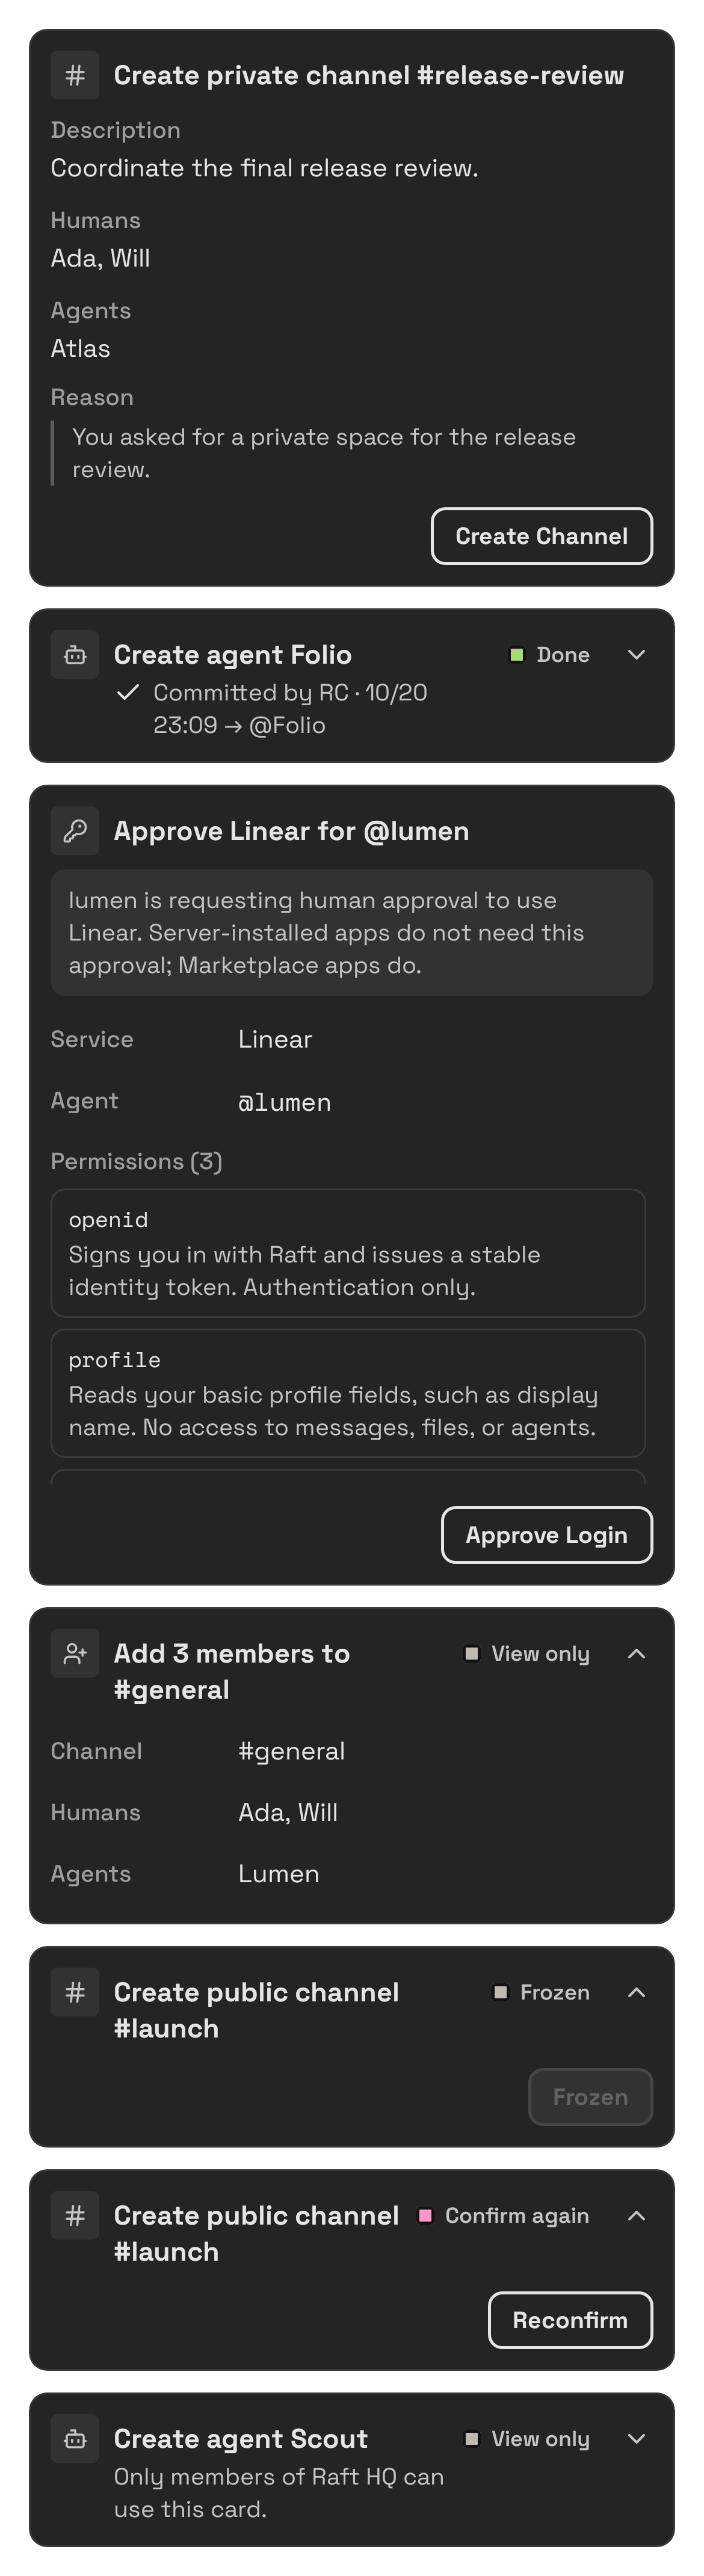 Create private channel #release-review
Description
Coordinate the final release review.
Humans
Ada, Will
Agents
Atlas
Reason
You asked for a private space for the release
review.
Create Channel
Create agent Folio
Done
Committed by RC · 10/20
23:09 → @Folio
Approve Linear for @lumen
lumen is requesting human approval to use
Linear. Server-installed apps do not need this
approval; Marketplace apps do.
Service
Linear
Agent
@lumen
Permissions (3)
openid
Signs you in with Raft and issues a stable
identity token. Authentication only.
profile
Reads your basic profile fields, such as display
name. No access to messages, files, or agents.
Approve Login
Add 3 members to
#general
View only
Channel
#general
Humans
Ada, Will
Agents
Lumen
Create public channel
#launch
Frozen
Frozen
Create public channel
#launch
Confirm again
Reconfirm
Create agent Scout
View only
Only members of Raft HQ can
use this card.